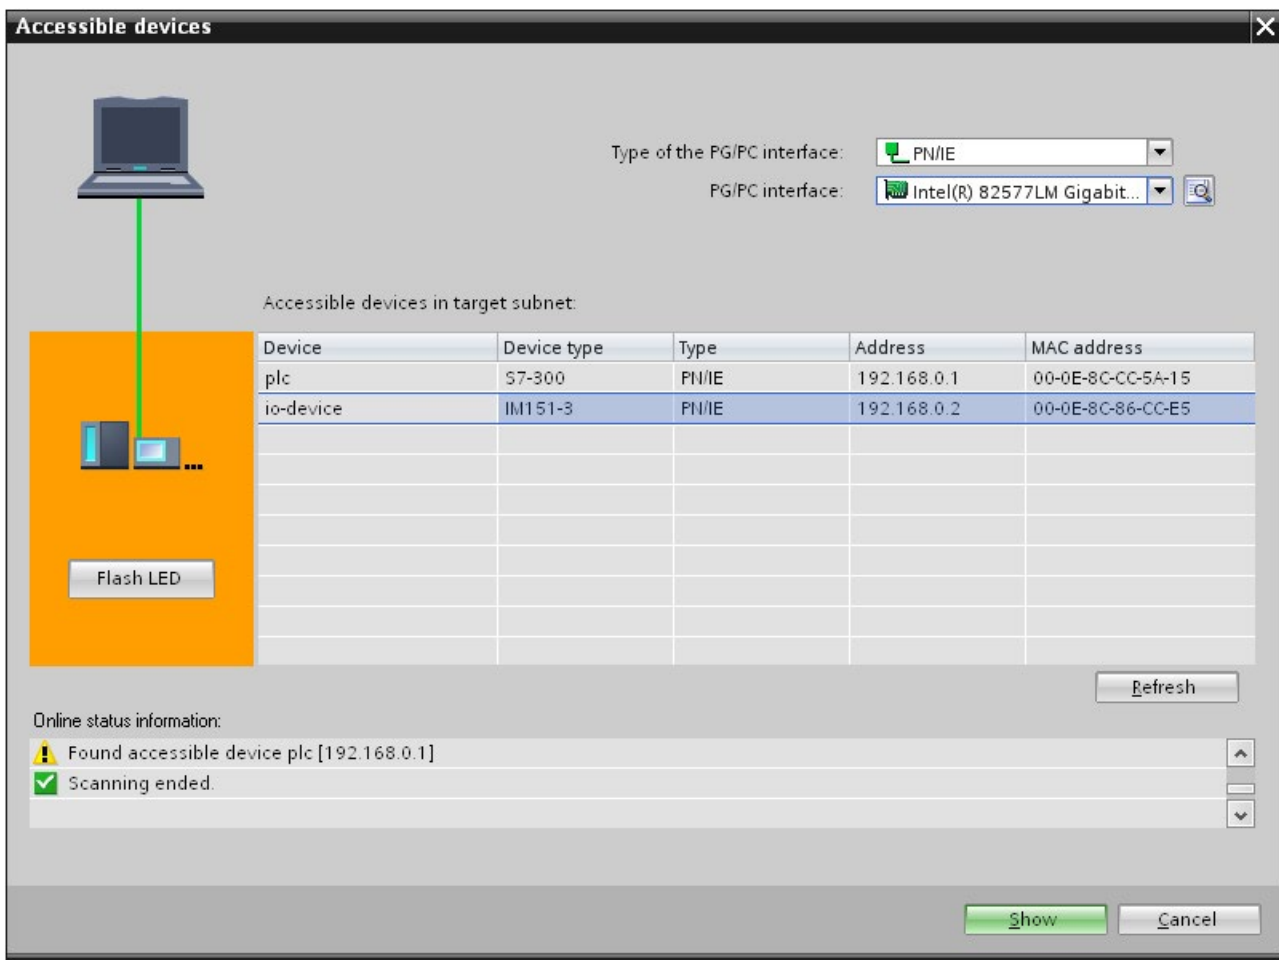 Accessible devices
Type of the PG/PC interface: PN/IE
PG/PC interface: Intel(R) 82577LM Gigabit...
Accessible devices in target subnet:
Device Device type Type Address MAC address
plc S7-300 PN/IE 192.168.0.1 00-0E-8C-CC-5A-15
io-device IM151-3 PN/IE 192.168.0.2 00-0E-8C-86-CC-E5
Flash LED
Refresh
Online status information:
Found accessible device plc [192.168.0.1]
Scanning ended.
Show Cancel